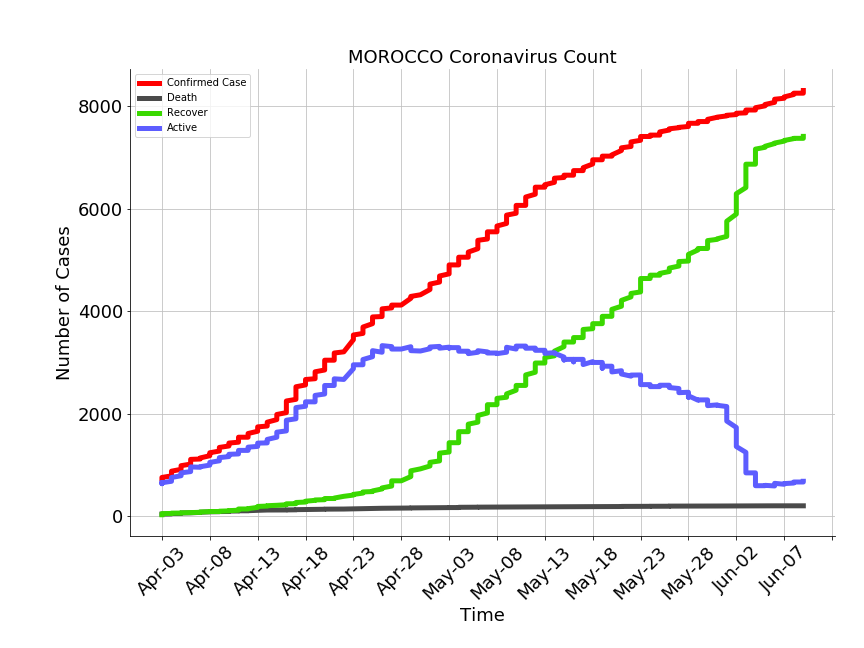 MOROCCO Coronavirus Count
Confirmed Case
Death
Recover
Active
Number of Cases
8000
6000
4000
2000
0
Apr-03
Apr-08
Apr-13
Apr-18
Apr-23
Apr-28
May-03
May-08
May-13
May-18
May-23
May-28
Jun-02
Jun-07
Time